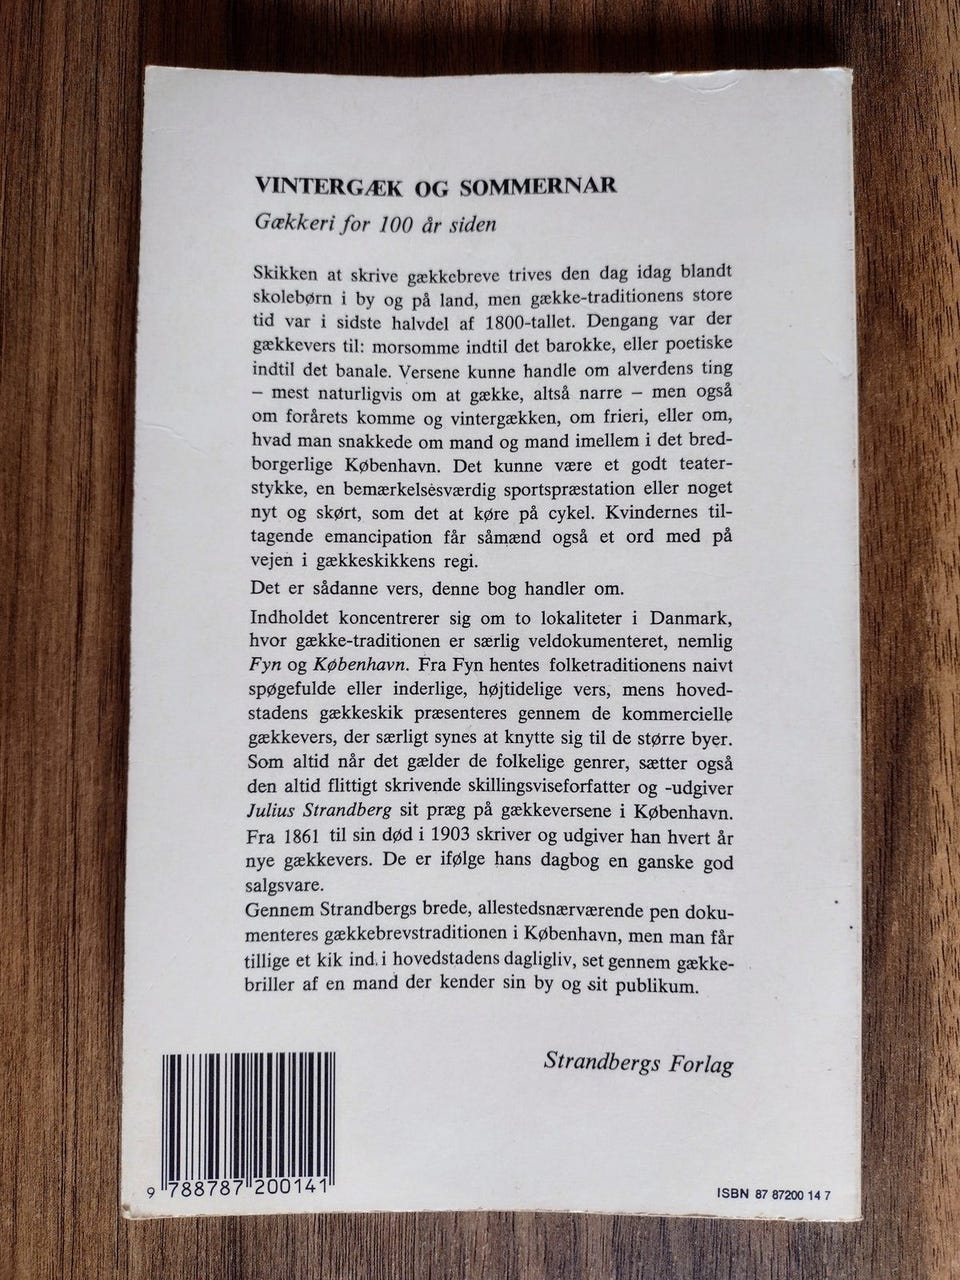 VINTERGÆK OG SOMMERNAR
Gækkeri for 100 år siden
Skikken at skrive gækkebreve trives den dag idag blandt
skolebørn i by og på land, men gække-traditionens store
tid var i sidste halvdel af 1800-tallet. Dengang var der
gækkevers til: morsomme indtil det barokke, eller poetiske
indtil det banale. Versene kunne handle om alverdens ting
– mest naturligvis om at gække, altså narre – men også
om forårets komme og vintergækken, om frieri, eller om,
hvad man snakkede om mand og mand imellem i det bred-
borgerlige København. Det kunne være et godt teater-
stykke, en bemærkelsesværdig sportspræstation eller noget
nyt og skørt, som det at køre på cykel. Kvindernes til-
tagende emancipation får såmænd også et ord med på
vejen i gækkeskikkens regi.
Det er sådanne vers, denne bog handler om.
Indholdet koncentrerer sig om to lokaliteter i Danmark,
hvor gække-traditionen er særlig veldokumenteret, nemlig
Fyn og København. Fra Fyn hentes folketraditionens naivt
spøgefulde eller inderlige, højtidelige vers, mens hoved-
stadens gækkeskik præsenteres gennem de kommercielle
gækkevers, der særligt synes at knytte sig til de større byer.
Som altid når det gælder de folkelige genrer, sætter også
den altid flittigt skrivende skillingsviseforfatter og -udgiver
Julius Strandberg sit præg på gækkeversene i København.
Fra 1861 til sin død i 1903 skriver og udgiver han hvert år
nye gækkevers. De er ifølge hans dagbog en ganske god
salgsvare.
Gennem Strandbergs brede, allestedsnærværende pen doku-
menteres gækkebrevstraditionen i København, men man får
tillige et kik ind i hovedstadens dagligliv, set gennem gække-
briller af en mand der kender sin by og sit publikum.
Strandbergs Forlag
9 788787 200141
ISBN 87 87200 14 7